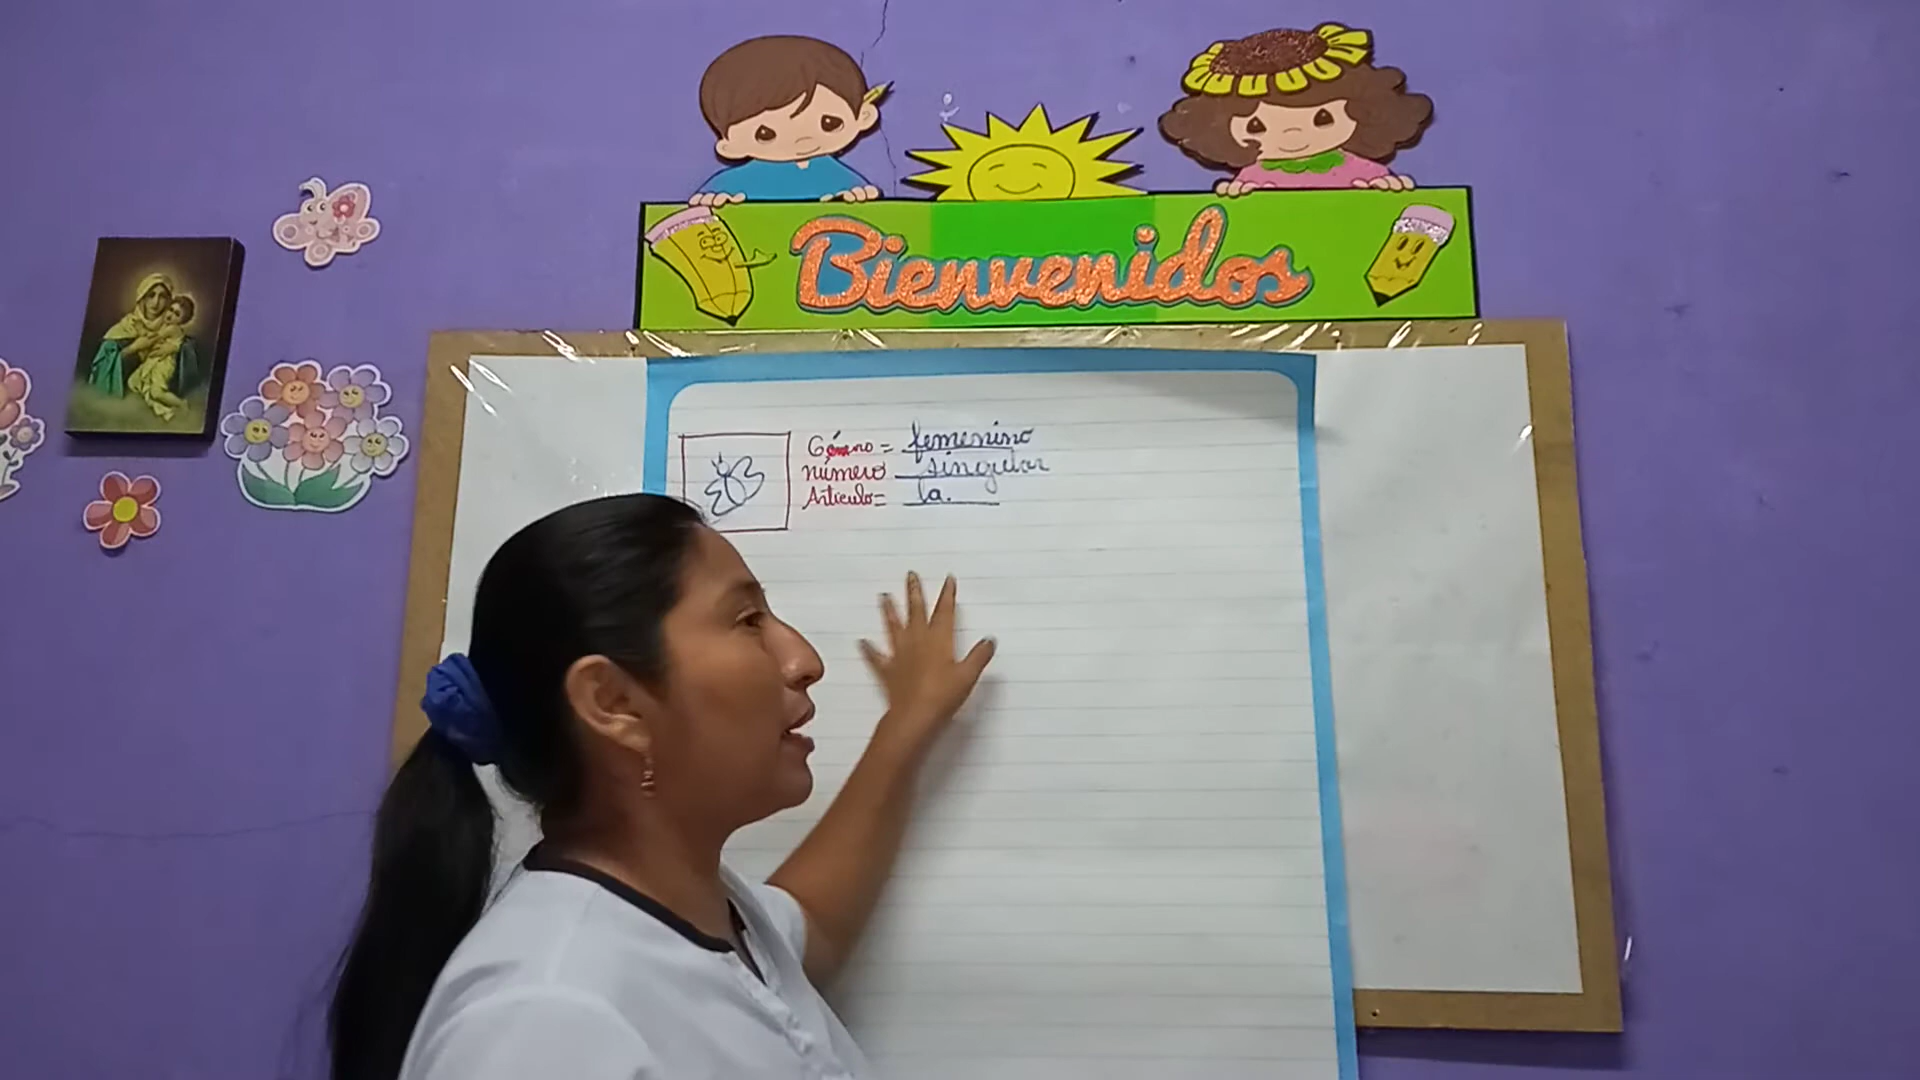 Bienvenidos
Género = femenino
número singular
Artículo = la.